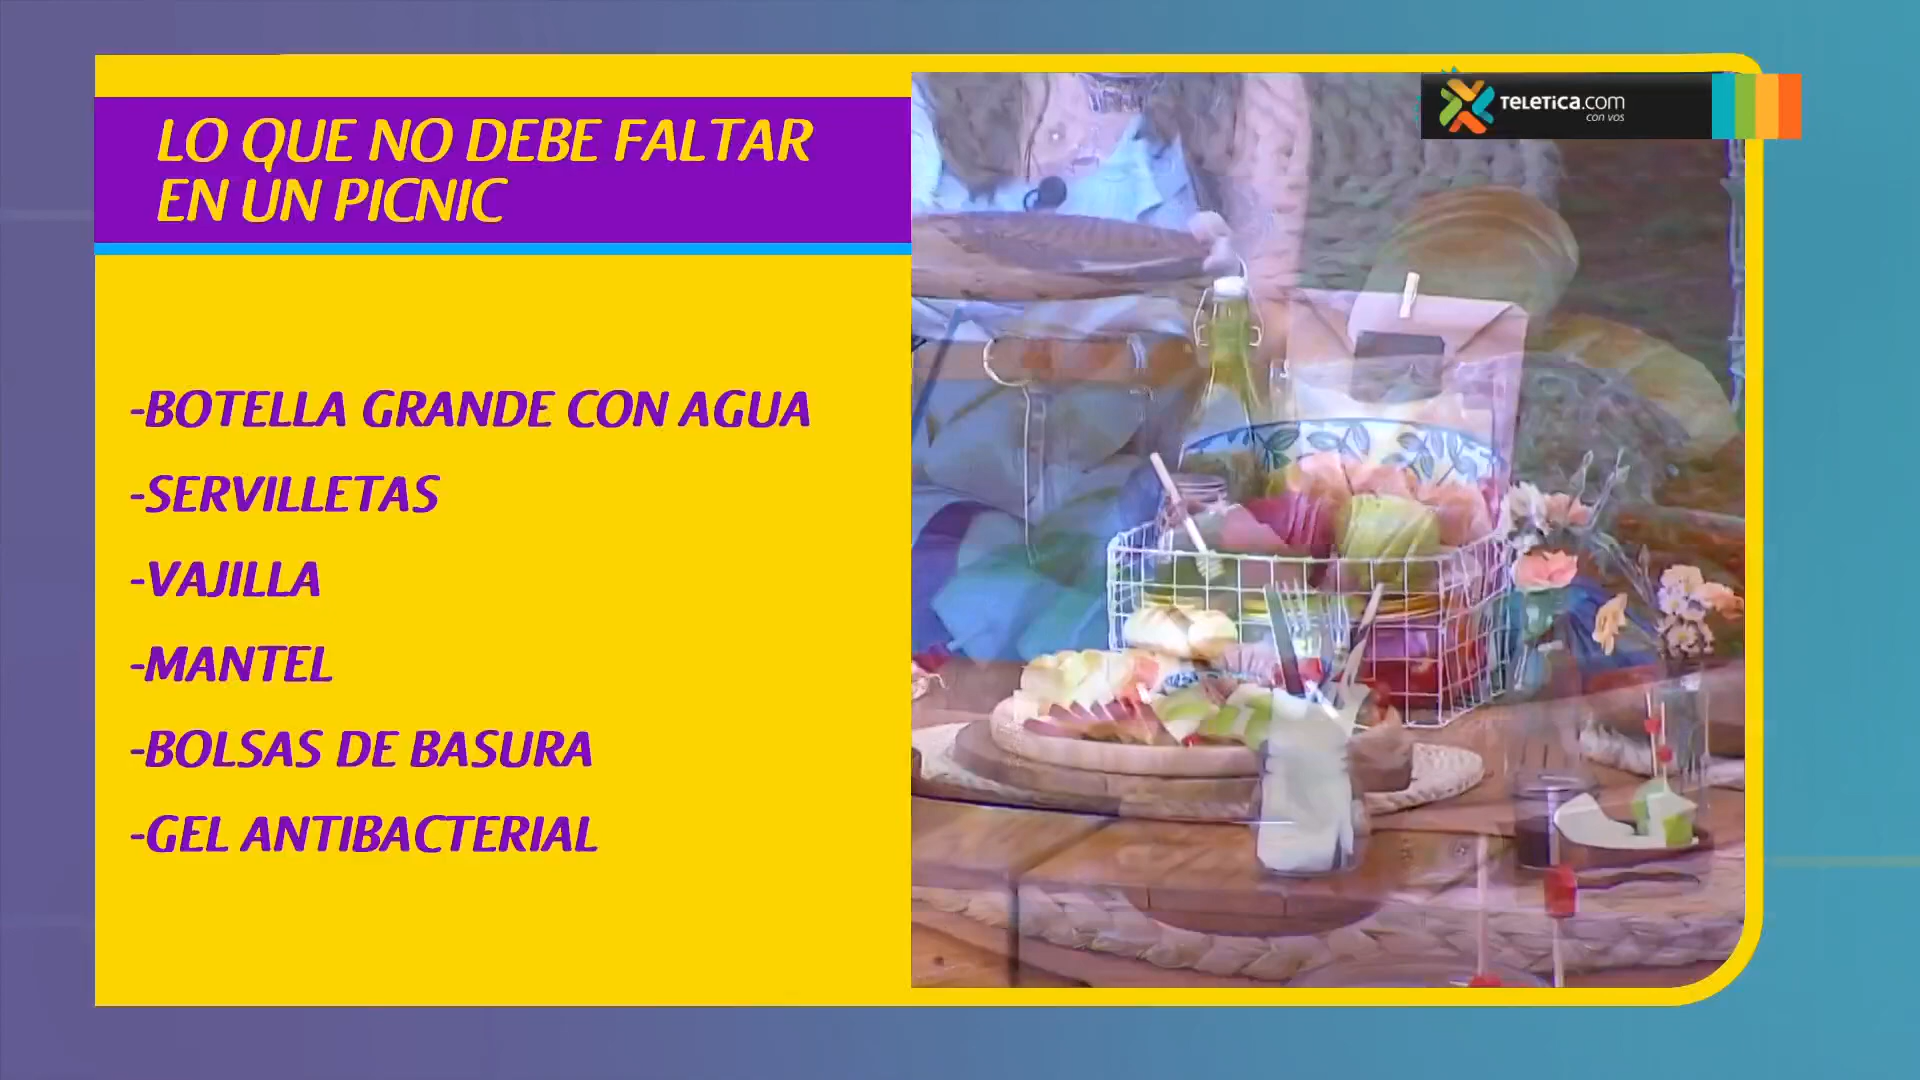 LO QUE NO DEBE FALTAR
EN UN PICNIC
TELETICA.COM
con vos
-BOTELLA GRANDE CON AGUA
-SERVILLETAS
-VAJILLA
-MANTEL
-BOLSAS DE BASURA
-GEL ANTIBACTERIAL